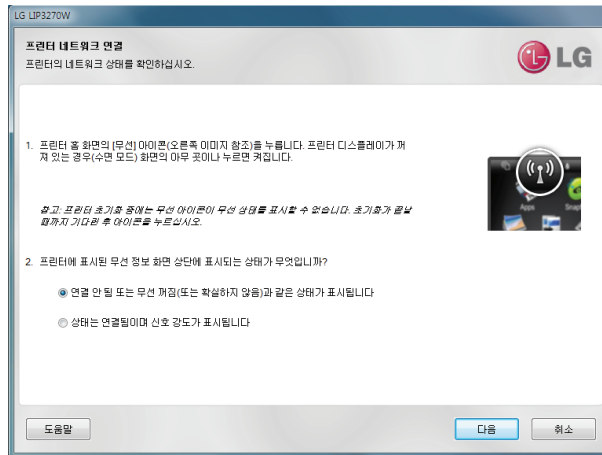 LG LIP3270W
프린터 네트워크 연결
프린터의 네트워크 상태를 확인하십시오.
LG
1. 프린터 홈 화면의 [무선] 아이콘(오른쪽 이미지 참조)을 누릅니다. 프린터 디스플레이가 꺼
져 있는 경우(수면 모드) 화면의 아무 곳이나 누르면 켜집니다.
Apps
참고: 프린터 초기화 중에는 무선 아이콘이 무선 상태를 표시할 수 없습니다. 초기화가 끝날
때까지 기다린 후 아이콘을 누르십시오.
2. 프린터에 표시된 무선 정보 화면 상단에 표시되는 상태가 무엇입니까?
연결 안 됨 또는 무선 꺼짐(또는 확실하지 않음)과 같은 상태가 표시됩니다
상태는 연결됨이며 신호 강도가 표시됩니다
도움말
다음
취소